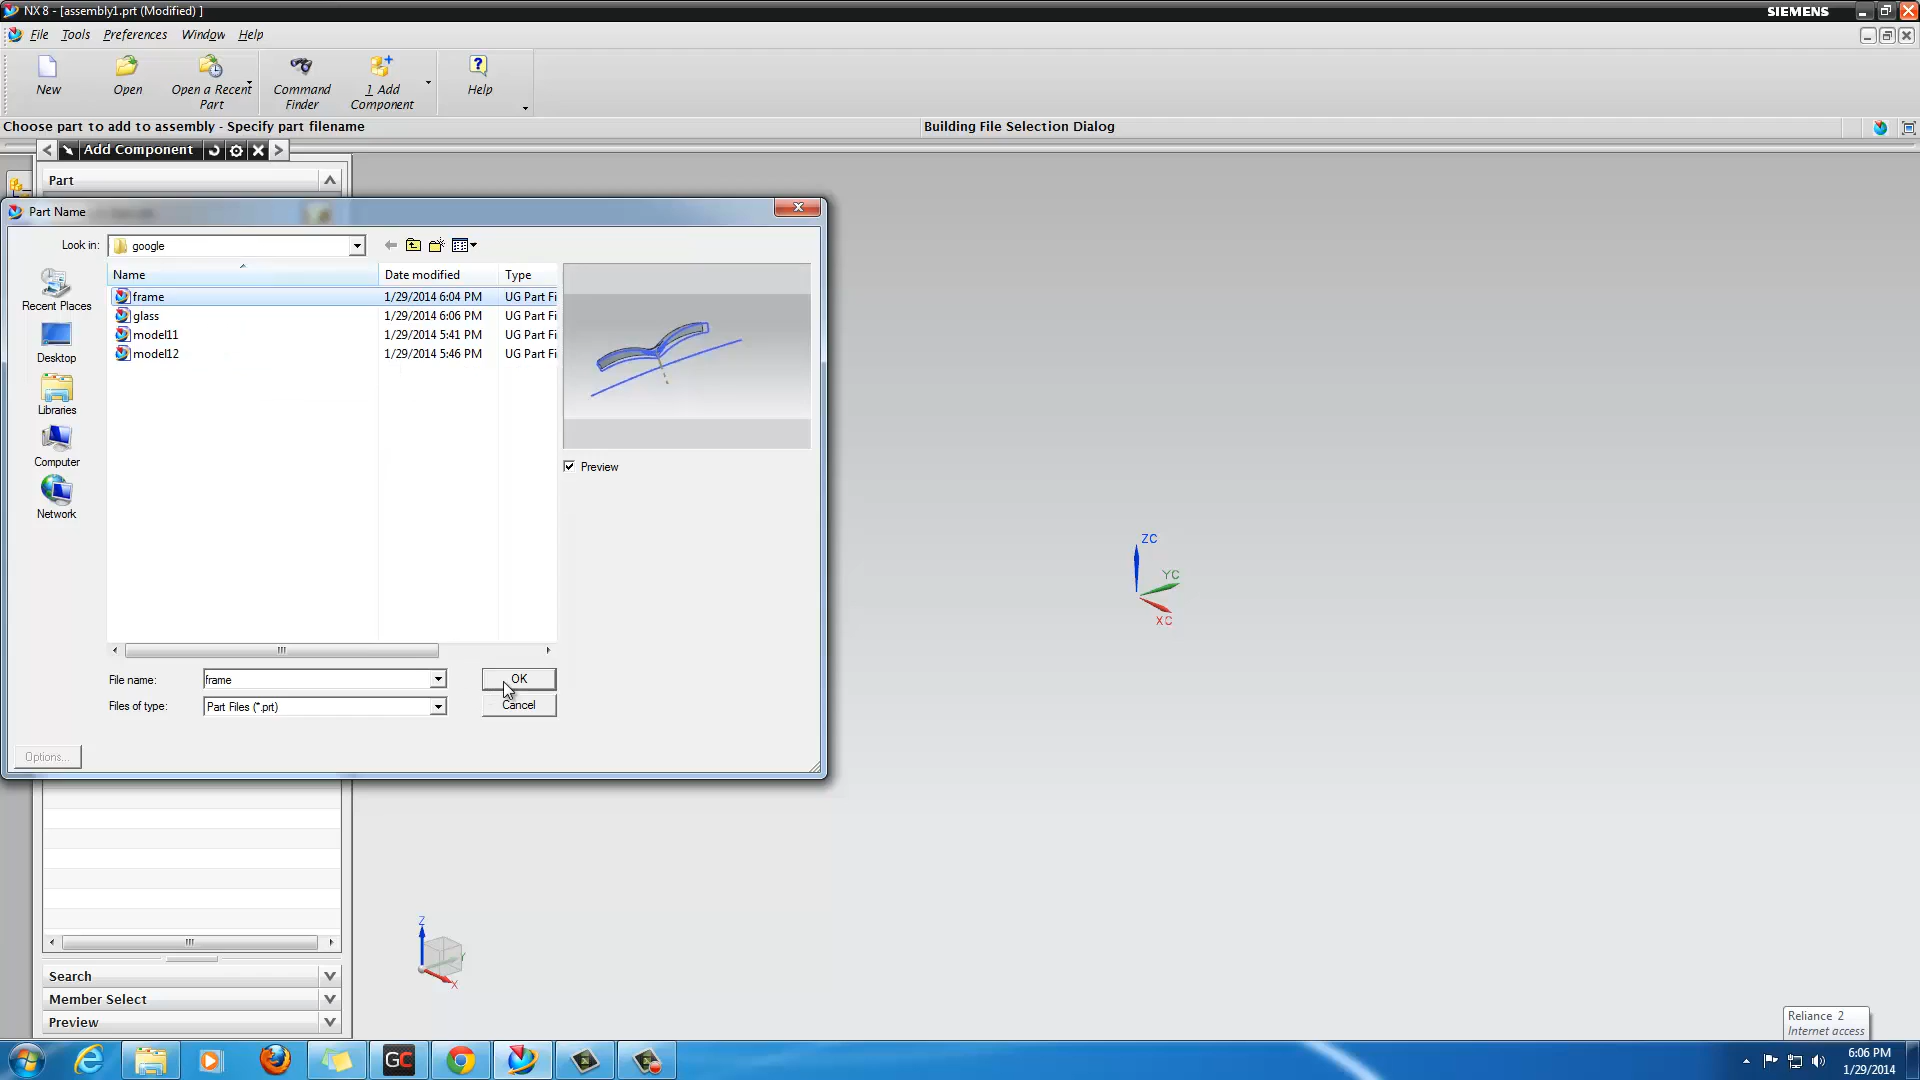 NX 8 - [assembly1.prt (Modified) ]
SIEMENS
File Tools Preferences Window Help
New
Open
Open a Recent Part
Command Finder
1 Add Component
Help
Choose part to add to assembly - Specify part filename
Building File Selection Dialog
Add Component
Part
Part Name
Look in: google
Name Date modified Type
frame 1/29/2014 6:04 PM UG Part Fi
glass 1/29/2014 6:06 PM UG Part Fi
model11 1/29/2014 5:41 PM UG Part Fi
model12 1/29/2014 5:46 PM UG Part Fi
Recent Places
Desktop
Libraries
Computer
Network
Preview
File name: frame OK
Files of type: Part Files (*.prt) Cancel
Options...
ZC
YC
XC
Z
Y
X
Search
Member Select
Preview
Reliance 2
Internet access
GC
6:06 PM
1/29/2014